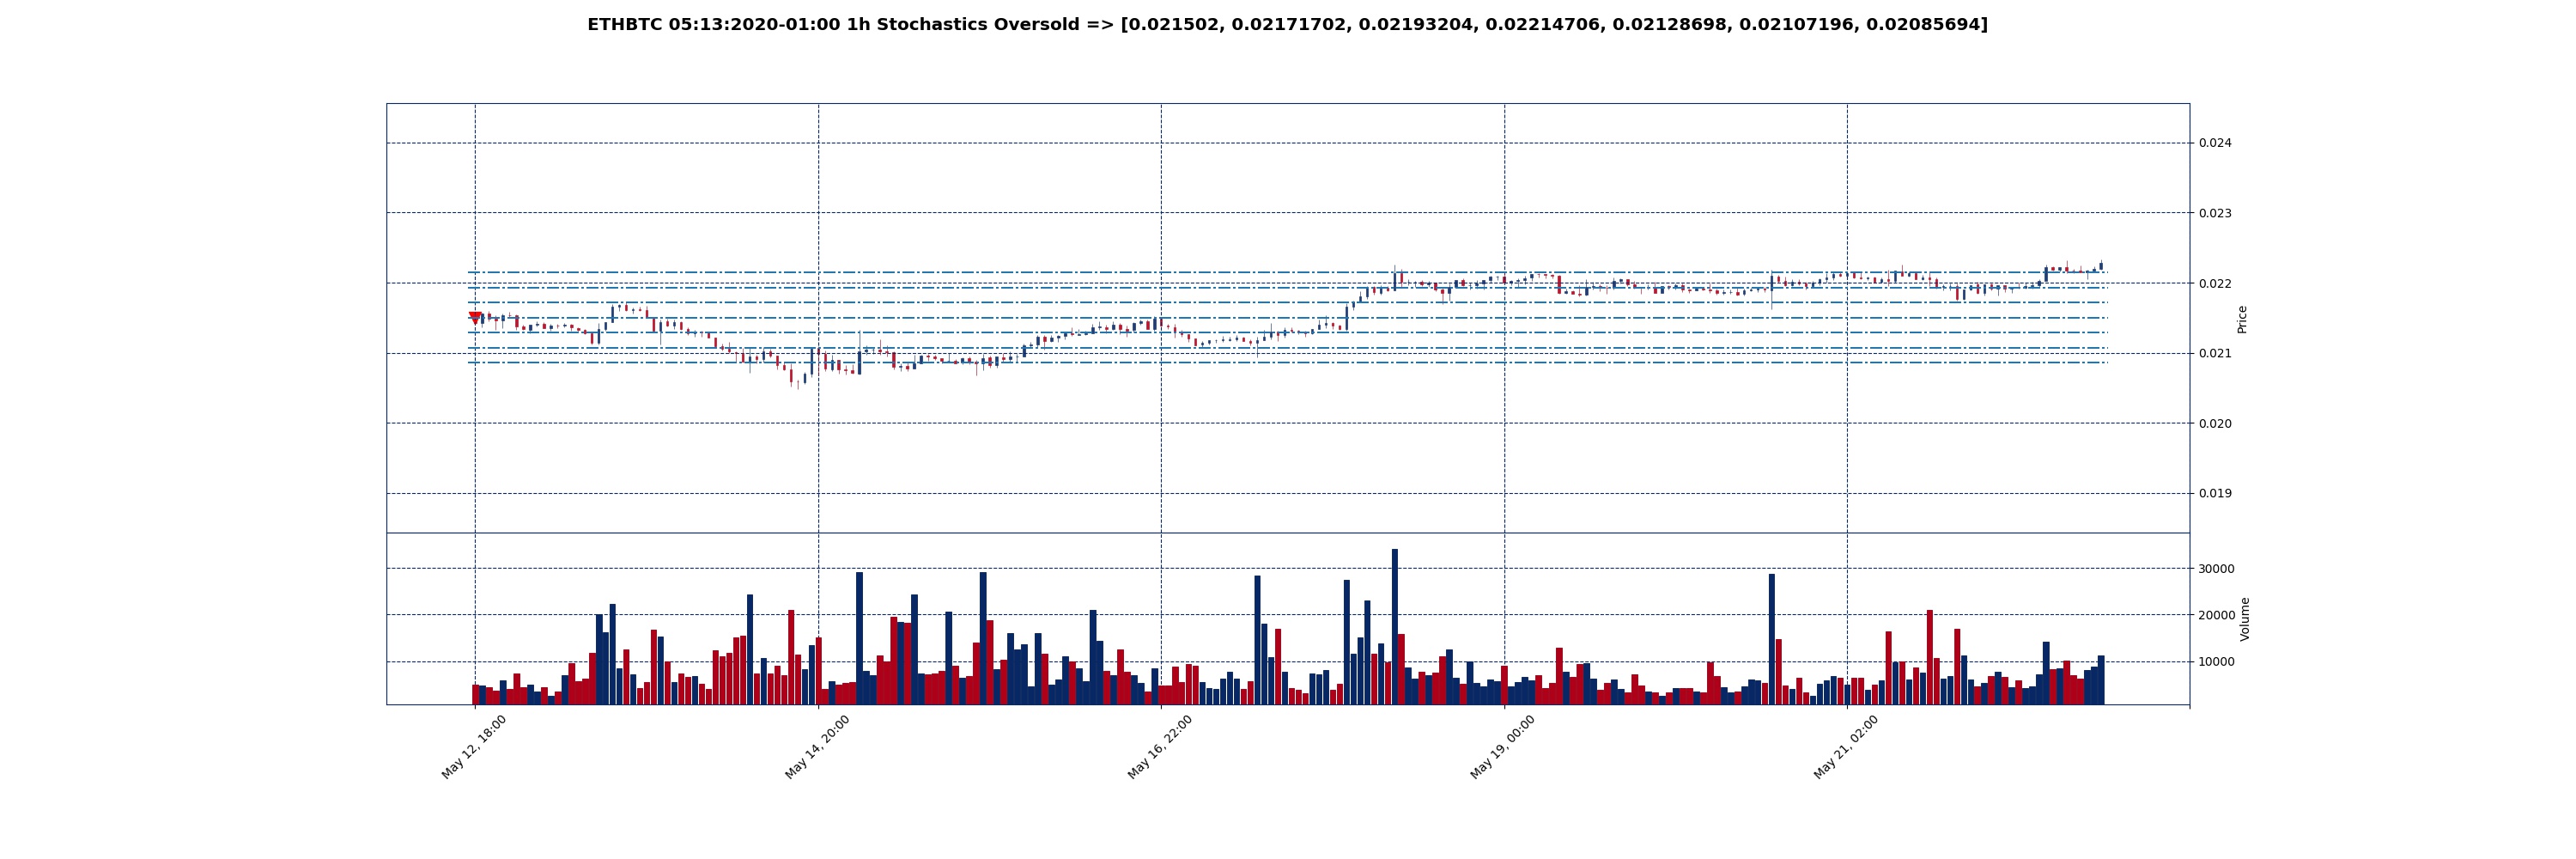 ETHBTC 05:13:2020-01:00 1h Stochastics Oversold => [0.021502, 0.02171702, 0.02193204, 0.02214706, 0.02128698, 0.02107196, 0.02085694]
0.024
0.023
0.022
0.021
0.020
0.019
Price
30000
20000
10000
Volume
May 12, 18:00
May 14, 20:00
May 16, 22:00
May 19, 00:00
May 21, 02:00